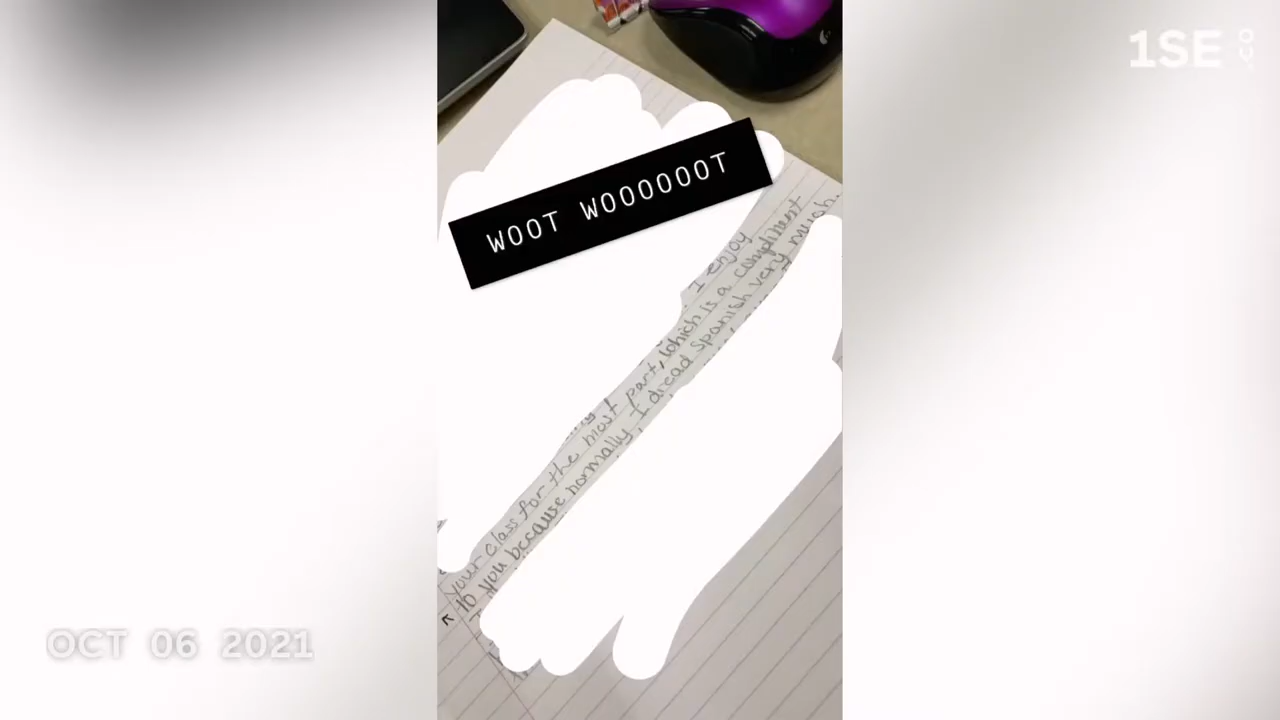 1SE.CO
WOOT WOOOOOOT
I enjoy
your class for the most part, which is a compliment
to you because normally, I dread Spanish very much.
OCT 06 2021